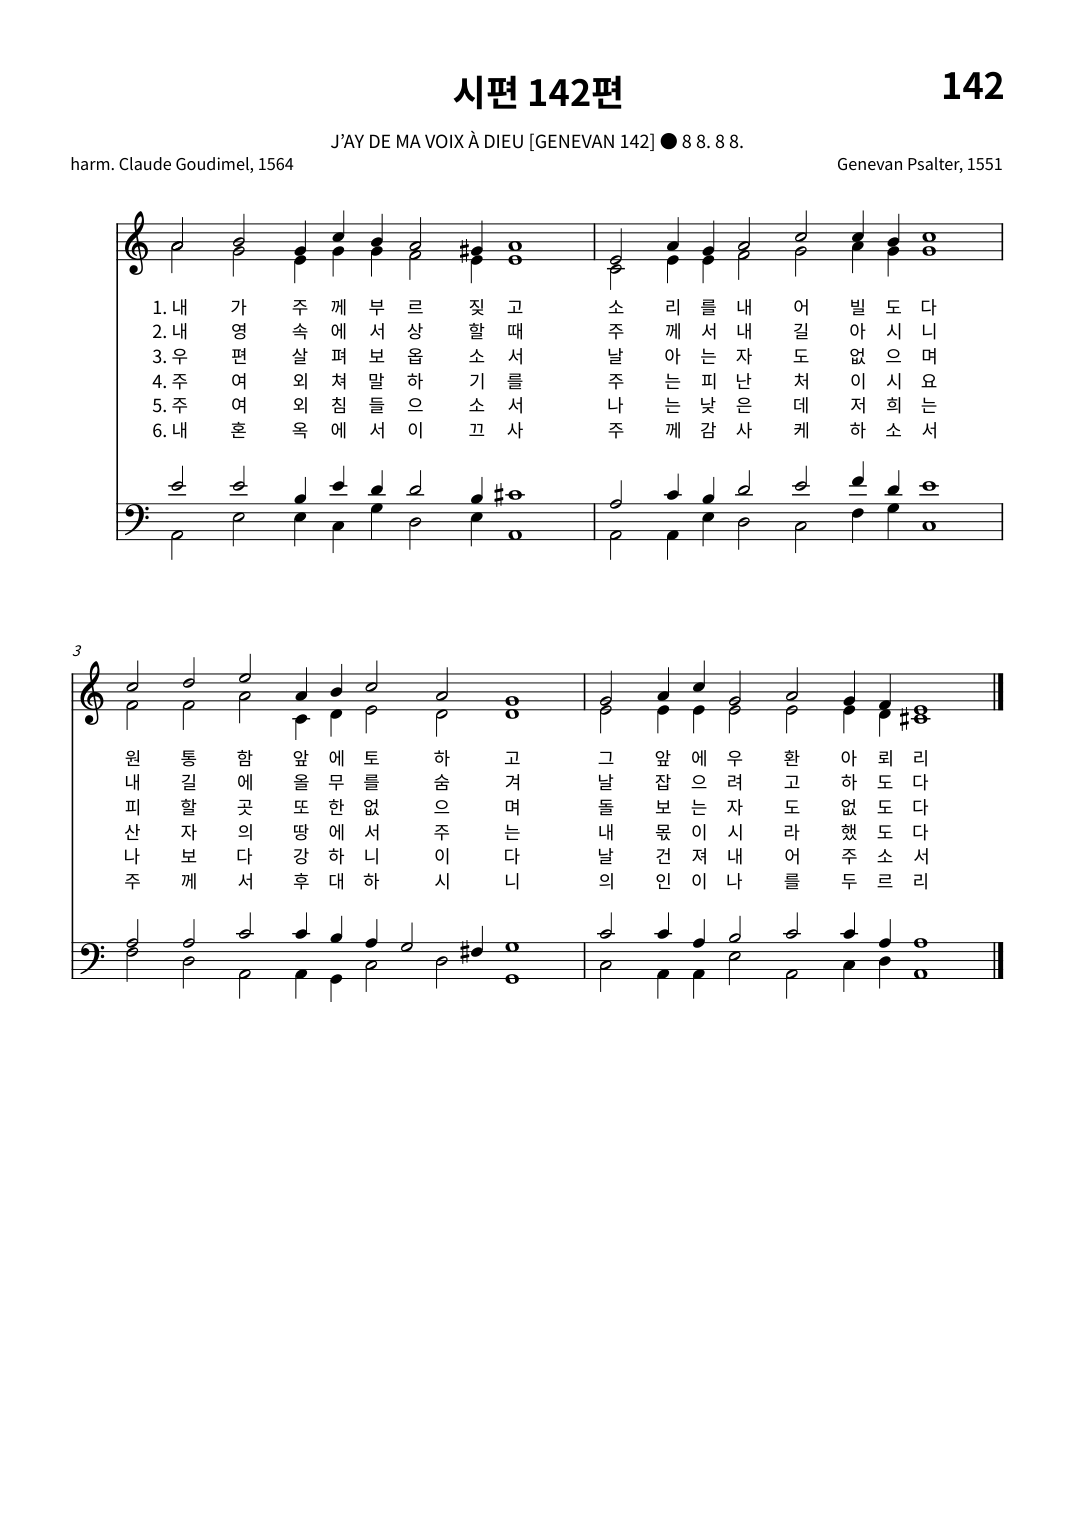 시편 142편
142
J’AY DE MA VOIX À DIEU [GENEVAN 142] ● 8 8. 8 8.
harm. Claude Goudimel, 1564
Genevan Psalter, 1551
1. 내 가 주 께 부 르 짖 고 소 리 를 내 어 빌 도 다
2. 내 영 속 에 서 상 할 때 주 께 서 내 길 아 시 니
3. 우 편 살 펴 보 옵 소 서 날 아 는 자 도 없 으 며
4. 주 여 외 쳐 말 하 기 를 주 는 피 난 처 이 시 요
5. 주 여 외 침 들 으 소 서 나 는 낮 은 데 저 희 는
6. 내 혼 옥 에 서 이 끄 사 주 께 감 사 케 하 소 서
3
원 통 함 앞 에 토 하 고 그 앞 에 우 환 아 뢰 리
내 길 에 올 무 를 숨 겨 날 잡 으 려 고 하 도 다
피 할 곳 또 한 없 으 며 돌 보 는 자 도 없 도 다
산 자 의 땅 에 서 주 는 내 몫 이 시 라 했 도 다
나 보 다 강 하 니 이 다 날 건 져 내 어 주 소 서
주 께 서 후 대 하 시 니 의 인 이 나 를 두 르 리